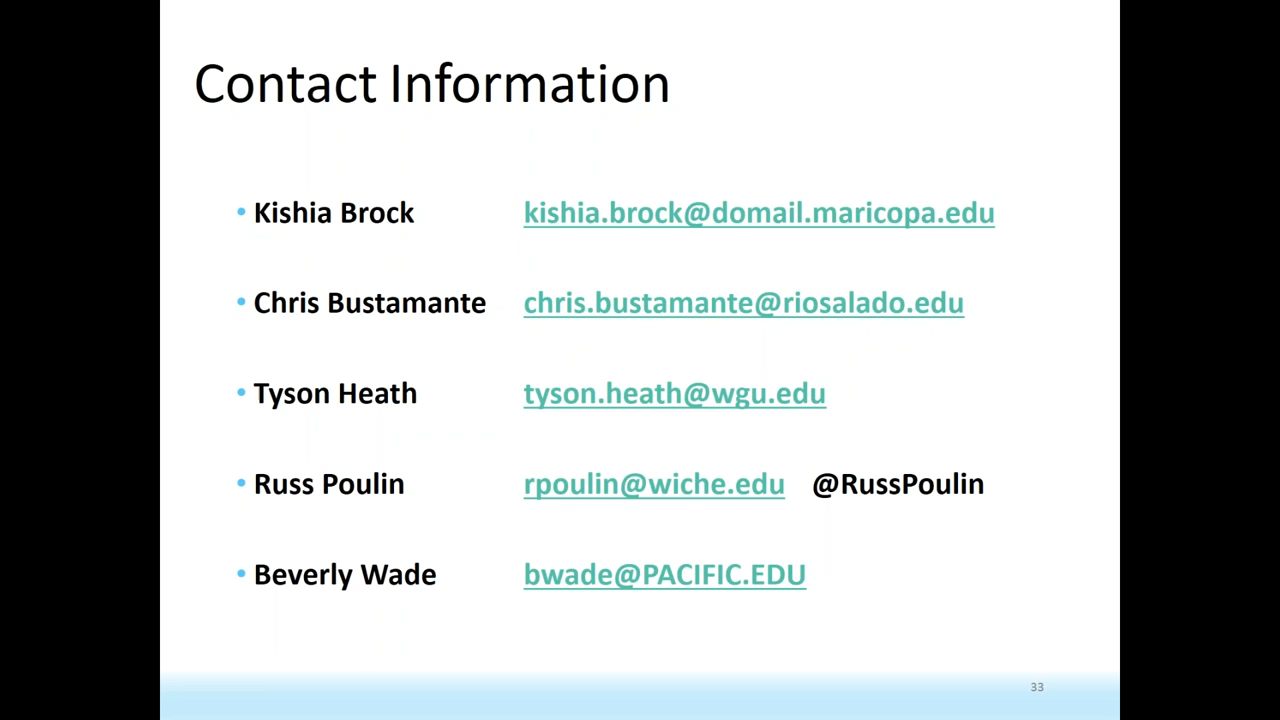 Contact Information
• Kishia Brock kishia.brock@domail.maricopa.edu
• Chris Bustamante chris.bustamante@riosalado.edu
• Tyson Heath tyson.heath@wgu.edu
• Russ Poulin rpoulin@wiche.edu @RussPoulin
• Beverly Wade bwade@PACIFIC.EDU
33